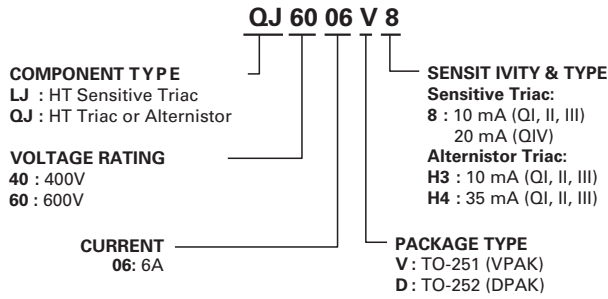 QJ 60 06 V 8
COMPONENT TYPE
LJ : HT Sensitive Triac
QJ : HT Triac or Alternistor
VOLTAGE RATING
40 : 400V
60 : 600V
CURRENT
06: 6A
SENSIT IVITY & TYPE
Sensitive Triac:
8 : 10 mA (QI, II, III)
20 mA (QIV)
Alternistor Triac:
H3 : 10 mA (QI, II, III)
H4 : 35 mA (QI, II, III)
PACKAGE TYPE
V : TO-251 (VPAK)
D : TO-252 (DPAK)